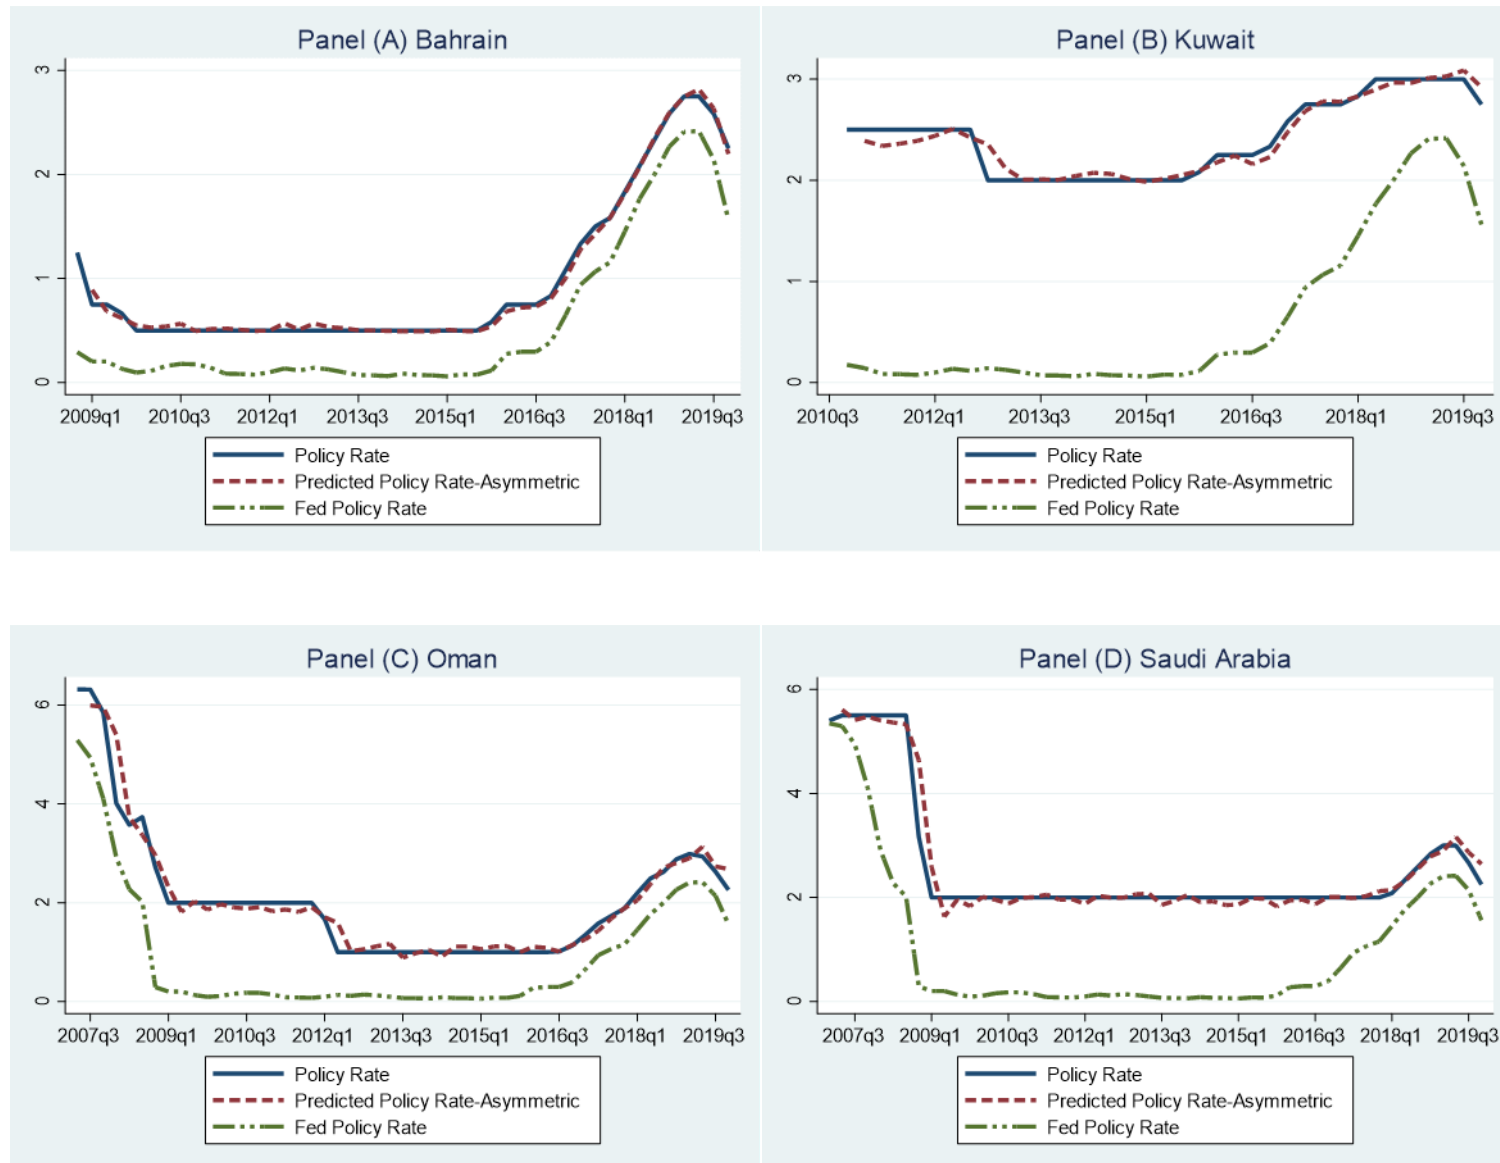 Panel (A) Bahrain
3
2
1
0
2009q1 2010q3 2012q1 2013q3 2015q1 2016q3 2018q1 2019q3
Policy Rate
Predicted Policy Rate-Asymmetric
Fed Policy Rate
Panel (B) Kuwait
3
2
1
0
2010q3 2012q1 2013q3 2015q1 2016q3 2018q1 2019q3
Policy Rate
Predicted Policy Rate-Asymmetric
Fed Policy Rate
Panel (C) Oman
6
4
2
0
2007q3 2009q1 2010q3 2012q1 2013q3 2015q1 2016q3 2018q1 2019q3
Policy Rate
Predicted Policy Rate-Asymmetric
Fed Policy Rate
Panel (D) Saudi Arabia
6
4
2
0
2007q3 2009q1 2010q3 2012q1 2013q3 2015q1 2016q3 2018q1 2019q3
Policy Rate
Predicted Policy Rate-Asymmetric
Fed Policy Rate